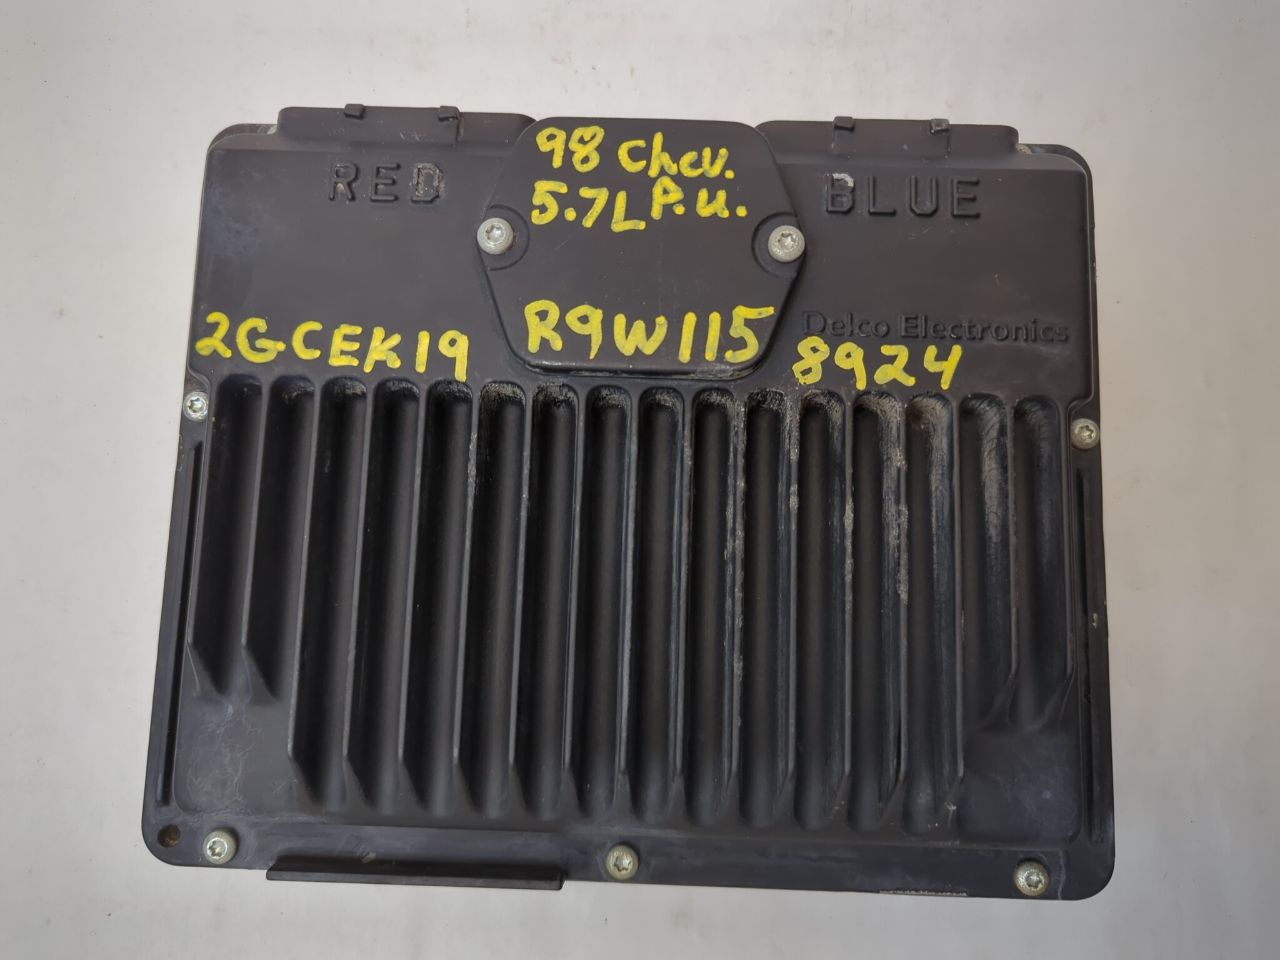 98 Chev.
RED
BLUE
5.7L P.u.
2GCEK19
R9W115
Delco Electronics
8924